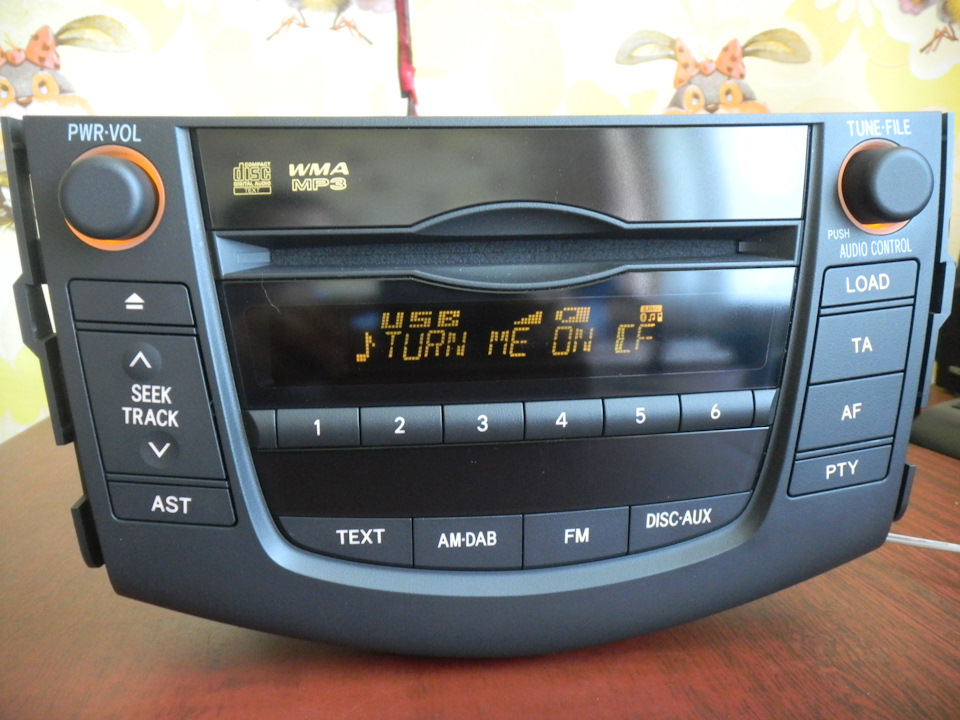 PWR·VOL
TUNE·FILE
COMPACT
disc
DIGITAL AUDIO
TEXT
WMA
MP3
PUSH
AUDIO CONTROL
LOAD
USB
♪TURN ME ON CF
TA
SEEK
TRACK
1 2 3 4 5 6
AF
PTY
AST
TEXT AM·DAB FM DISC·AUX